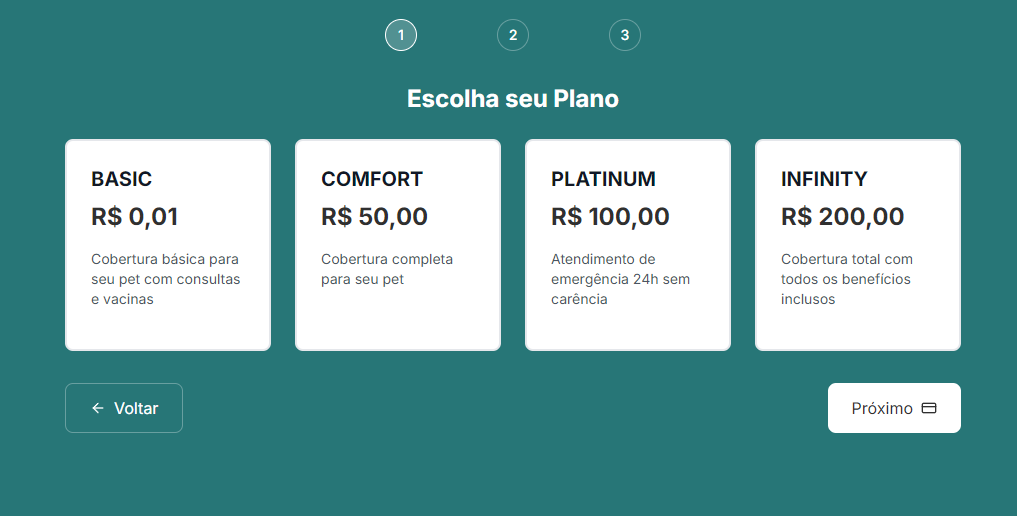 1 2 3
Escolha seu Plano
BASIC
R$ 0,01
Cobertura básica para
seu pet com consultas
e vacinas
COMFORT
R$ 50,00
Cobertura completa
para seu pet
PLATINUM
R$ 100,00
Atendimento de
emergência 24h sem
carência
INFINITY
R$ 200,00
Cobertura total com
todos os benefícios
inclusos
Voltar
Próximo